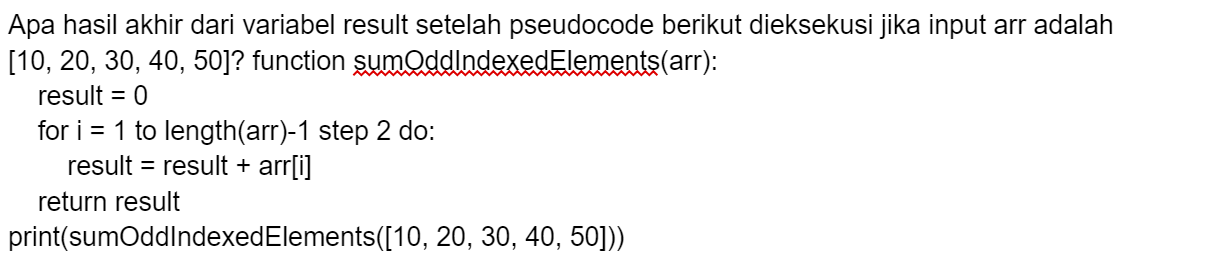 Apa hasil akhir dari variabel result setelah pseudocode berikut dieksekusi jika input arr adalah
[10, 20, 30, 40, 50]? function sumOddIndexedElements(arr):
result = 0
for i = 1 to length(arr)-1 step 2 do:
result = result + arr[i]
return result
print(sumOddIndexedElements([10, 20, 30, 40, 50]))